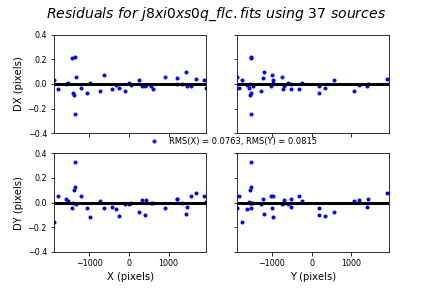 Residuals for j8xi0xs0q_flc.fits using 37 sources
DX (pixels)
0.4
0.2
0.0
−0.2
−0.4
RMS(X) = 0.0763, RMS(Y) = 0.0815
DY (pixels)
0.4
0.2
0.0
−0.2
−0.4
−1000 0 1000
−1000 0 1000
X (pixels)
Y (pixels)